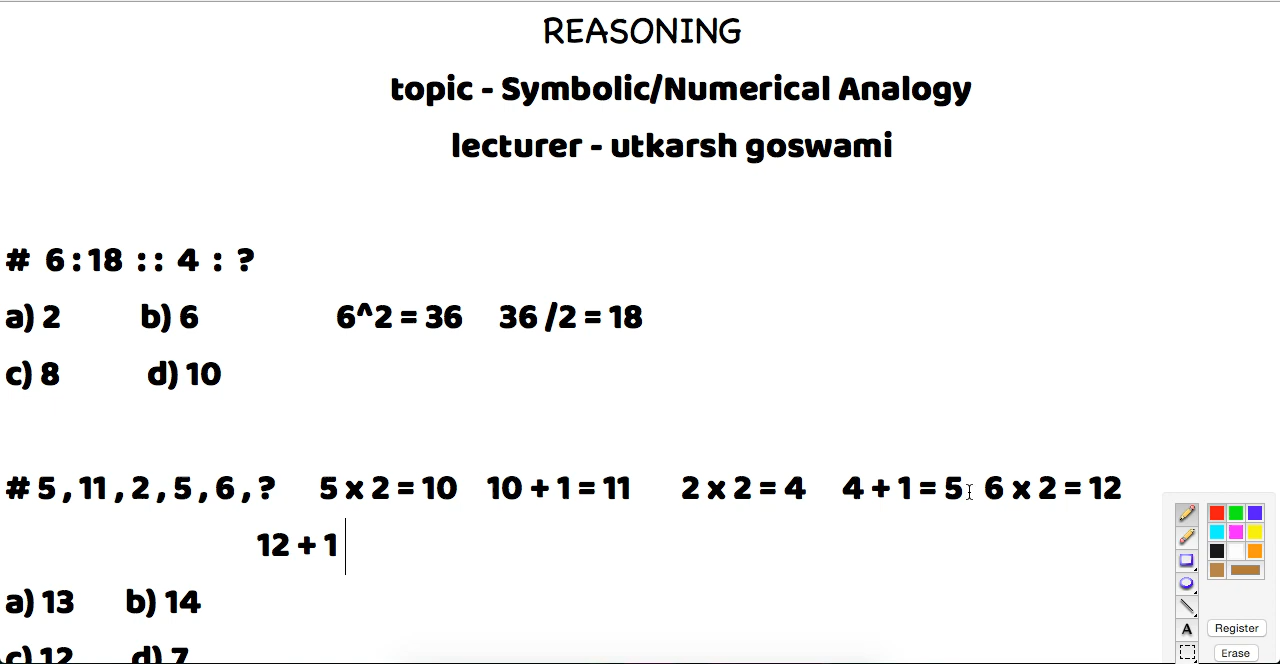 REASONING
topic - Symbolic/Numerical Analogy
lecturer - utkarsh goswami
# 6 : 18 : : 4 : ?
a) 2 b) 6 6^2 = 36 36 /2 = 18
c) 8 d) 10
# 5 , 11 , 2 , 5 , 6 , ? 5 x 2 = 10 10 + 1 = 11 2 x 2 = 4 4 + 1 = 5 6 x 2 = 12
12 + 1
a) 13 b) 14
c) 12 d) 7
A
Register
Erase